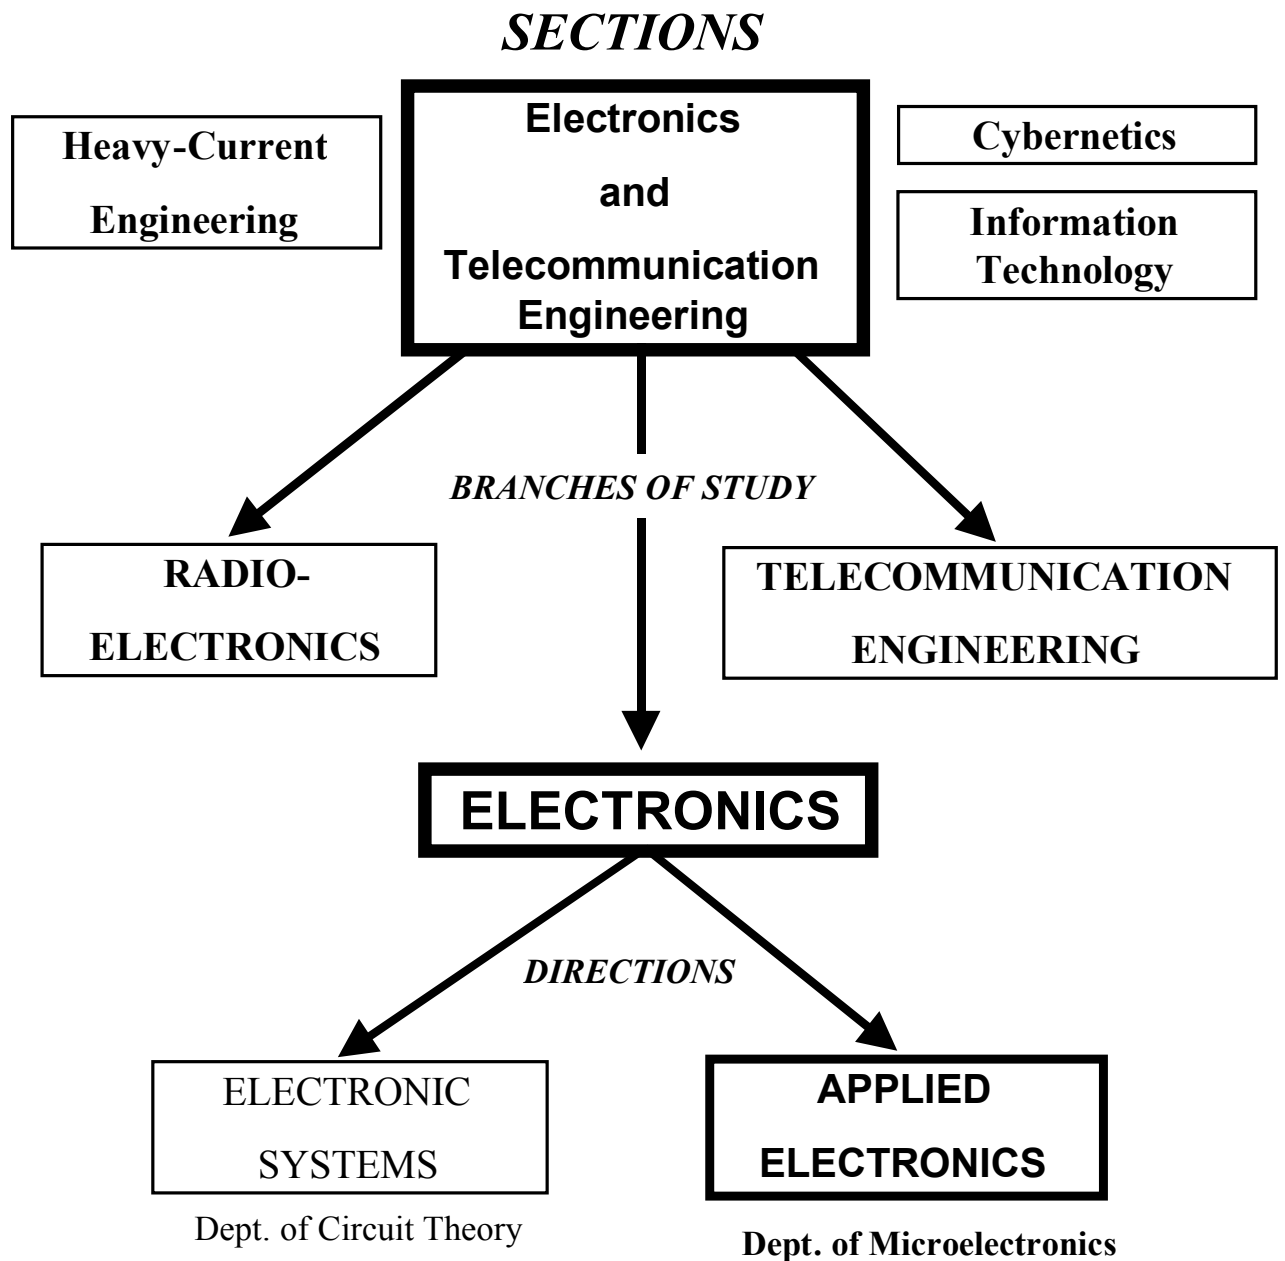 SECTIONS
Heavy-Current
Engineering
Electronics
and
Telecommunication
Engineering
Cybernetics
Information
Technology
BRANCHES OF STUDY
RADIO-
ELECTRONICS
TELECOMMUNICATION
ENGINEERING
ELECTRONICS
DIRECTIONS
ELECTRONIC
SYSTEMS
Dept. of Circuit Theory
APPLIED
ELECTRONICS
Dept. of Microelectronics